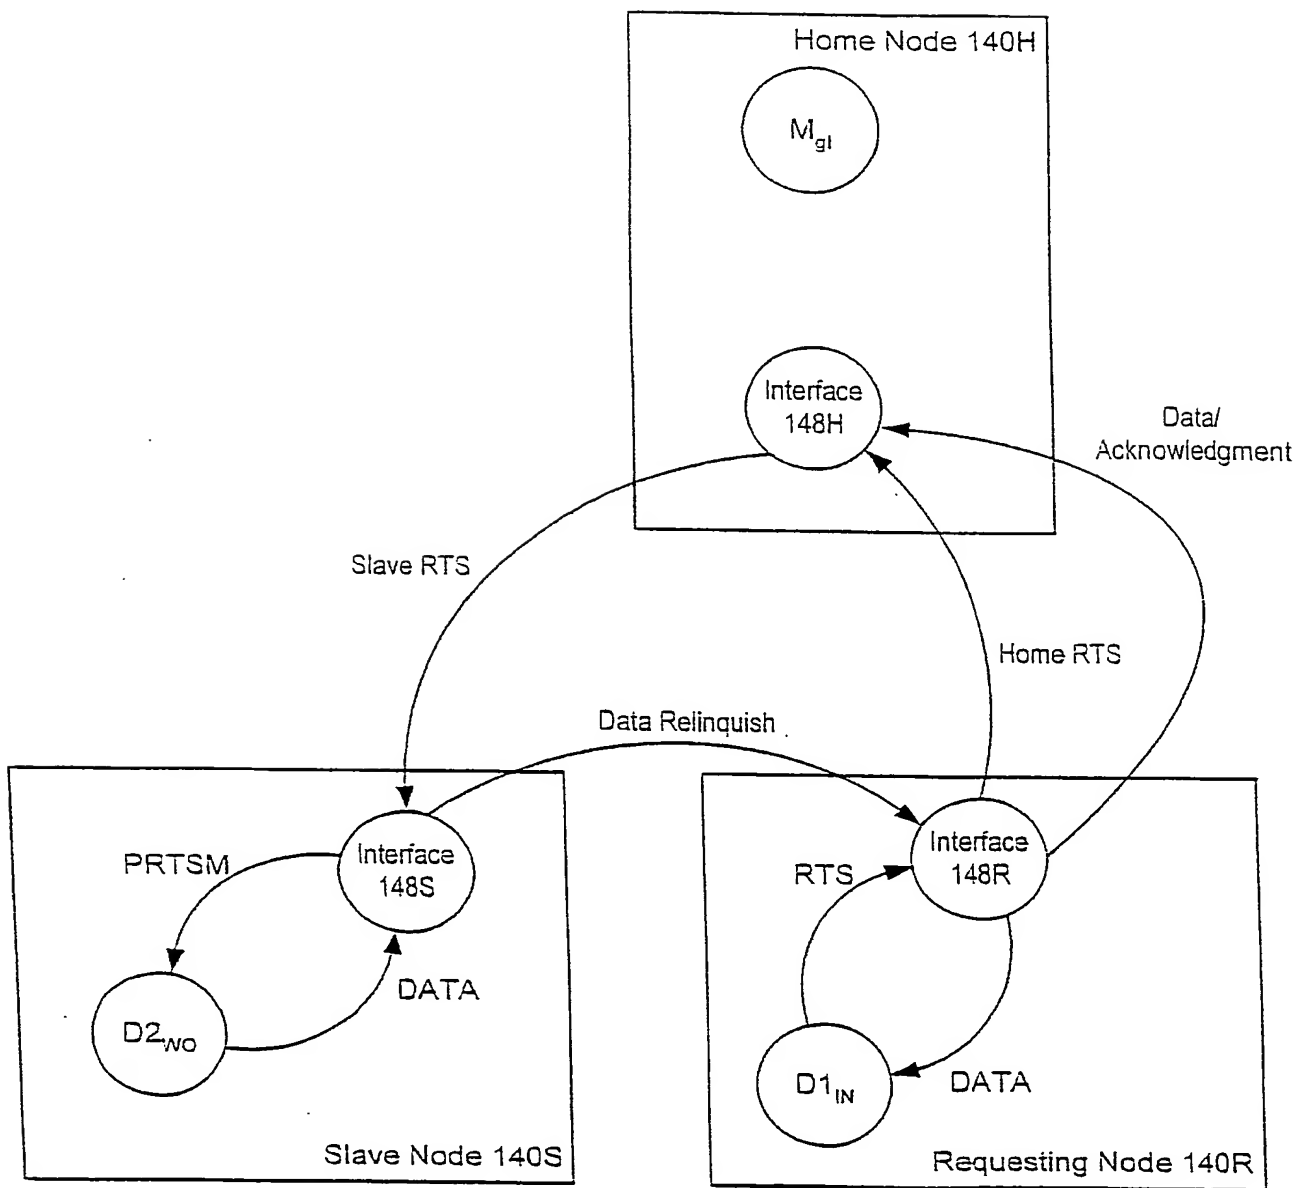 Home Node 140H
M_gI
Interface
148H
Data/
Acknowledgment
Slave RTS
Home RTS
Data Relinquish
Interface
148S
PRTSM
DATA
D2_WO
Slave Node 140S
Interface
148R
RTS
DATA
D1_IN
Requesting Node 140R